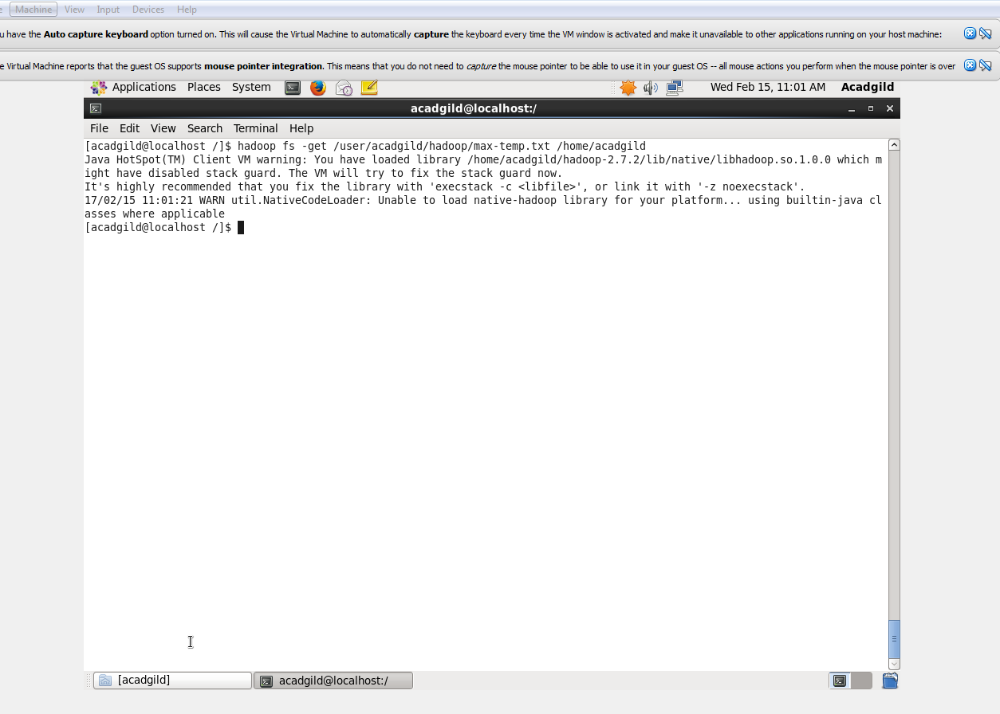 Machine View Input Devices Help
u have the Auto capture keyboard option turned on. This will cause the Virtual Machine to automatically capture the keyboard every time the VM window is activated and make it unavailable to other applications running on your host machine:
e Virtual Machine reports that the guest OS supports mouse pointer integration. This means that you do not need to capture the mouse pointer to be able to use it in your guest OS -- all mouse actions you perform when the mouse pointer is over
Applications Places System Wed Feb 15, 11:01 AM Acadgild
acadgild@localhost:/
File Edit View Search Terminal Help
[acadgild@localhost /]$ hadoop fs -get /user/acadgild/hadoop/max-temp.txt /home/acadgild
Java HotSpot(TM) Client VM warning: You have loaded library /home/acadgild/hadoop-2.7.2/lib/native/libhadoop.so.1.0.0 which m
ight have disabled stack guard. The VM will try to fix the stack guard now.
It's highly recommended that you fix the library with 'execstack -c <libfile>', or link it with '-z noexecstack'.
17/02/15 11:01:21 WARN util.NativeCodeLoader: Unable to load native-hadoop library for your platform... using builtin-java cl
asses where applicable
[acadgild@localhost /]$
[acadgild] acadgild@localhost:/